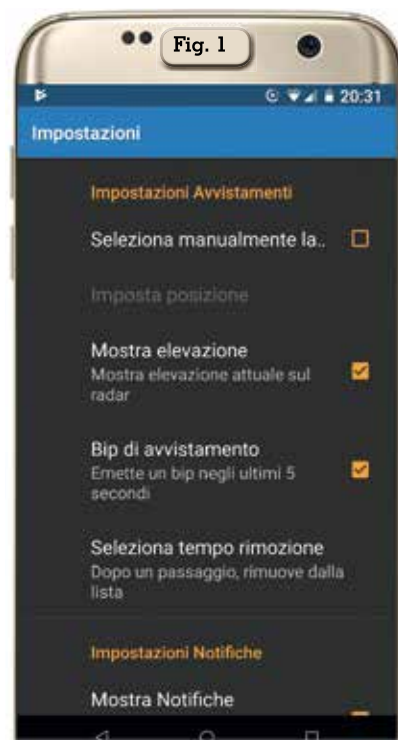 Fig. 1
20:31
Impostazioni
Impostazioni Avvistamenti
Seleziona manualmente la..
Imposta posizione
Mostra elevazione
Mostra elevazione attuale sul
radar
Bip di avvistamento
Emette un bip negli ultimi 5
secondi
Seleziona tempo rimozione
Dopo un passaggio, rimuove dalla
lista
Impostazioni Notifiche
Mostra Notifiche